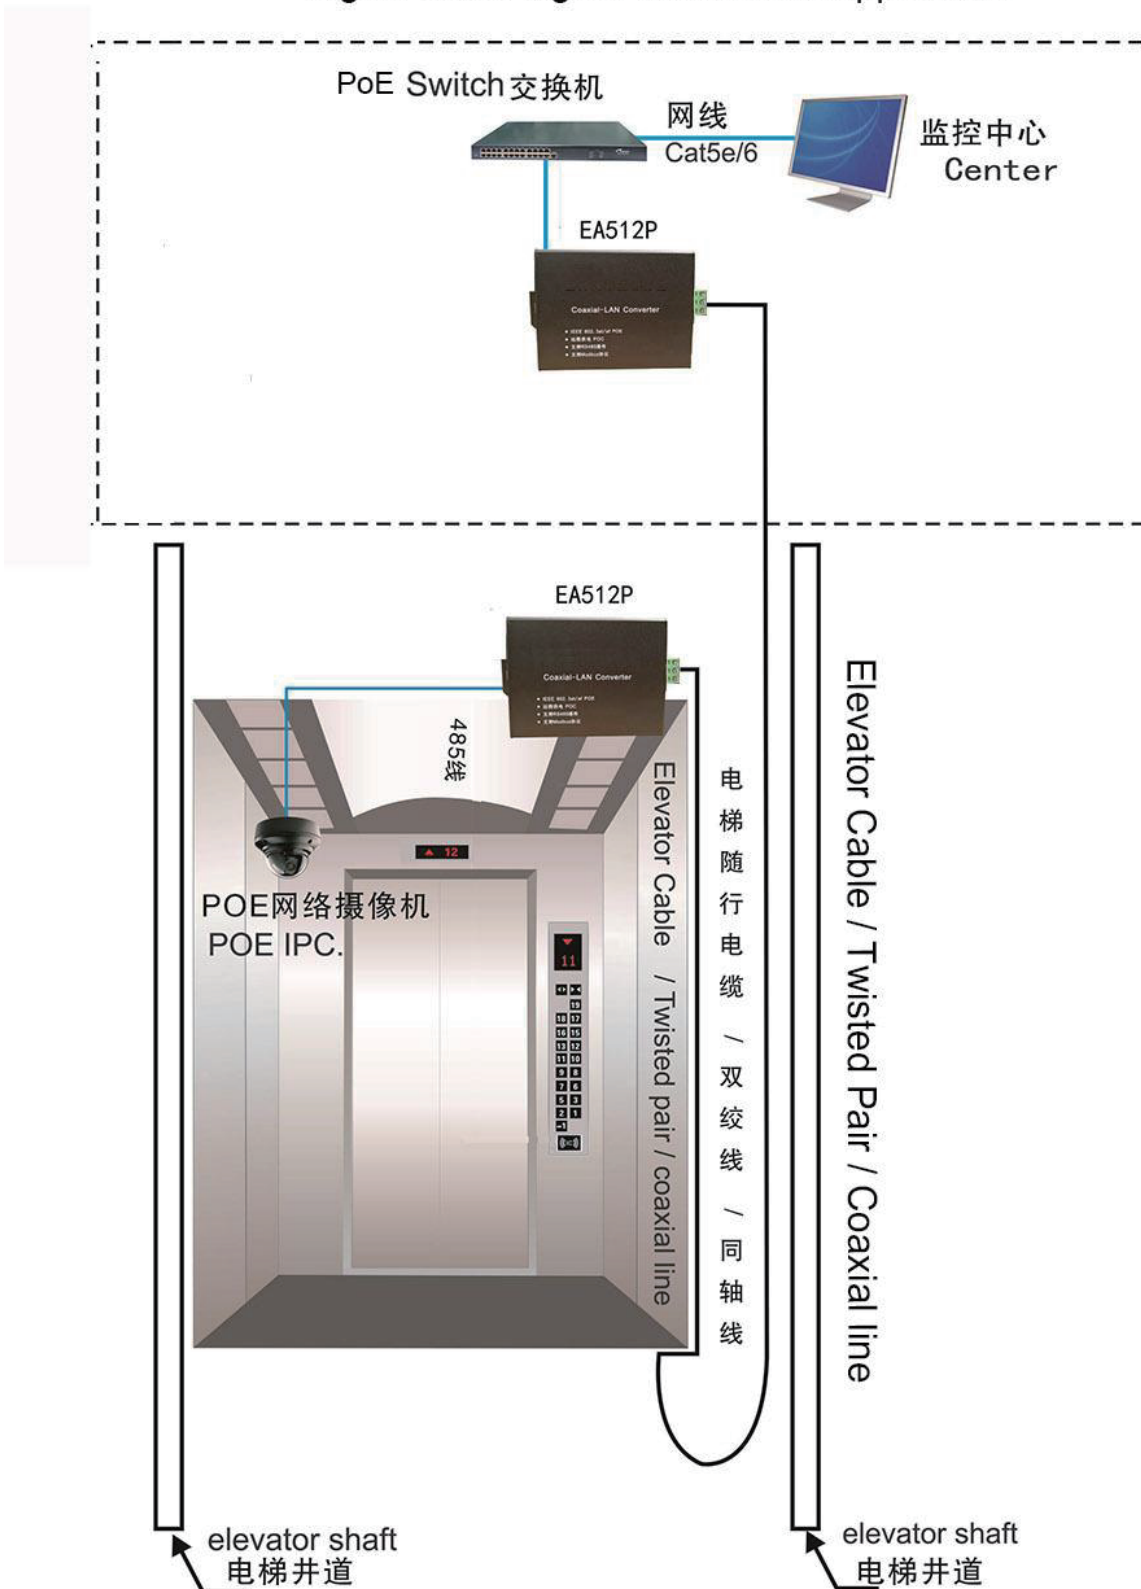 PoE Switch交换机
网线
Cat5e/6
监控中心
Center
EA512P
Coaxial-LAN Converter
EA512P
Coaxial-LAN Converter
485线
12
POE网络摄像机
POE IPC.
11
Elevator Cable / Twisted pair / coaxial line
电梯随行电缆 / 双绞线 / 同轴线
Elevator Cable / Twisted Pair / Coaxial line
elevator shaft
电梯井道
elevator shaft
电梯井道